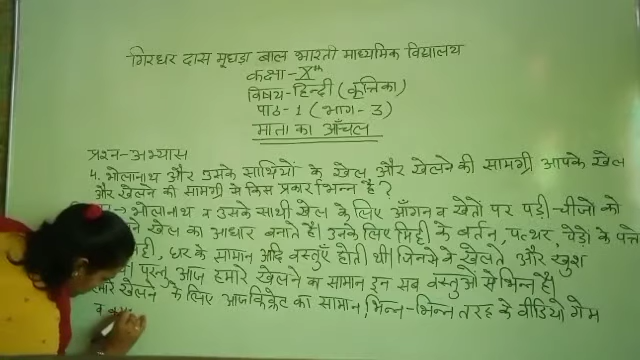 गिरधर दास मूंधड़ा बाल भारती माध्यमिक विद्यालय
कक्षा-Xth
विषय-हिन्दी (कृतिका)
पाठ-1 (भाग-3)
माता का आँचल
प्रश्न-अभ्यास
4. भोलानाथ और उसके साथियों के खेल और खेलने की सामग्री आपके खेल
और खेलने की सामग्री से किस प्रकार भिन्न है?
भोलानाथ व उसके साथी खेल के लिए आँगन व खेतों पर पड़ी चीजों को
खेल का आधार बनाते हैं। उनके लिए मिट्टी के बर्तन, पत्थर, पेड़ों के पत्ते
घर के सामान आदि वस्तुएँ होती थी। जिनसे वे खेलते और खुश
परन्तु आज हमारे खेलने का सामान इन सब वस्तुओं से भिन्न है।
हमारे खेलने के लिए आज क्रिकेट का सामान, भिन्न-भिन्न तरह के वीडियो गेम
व